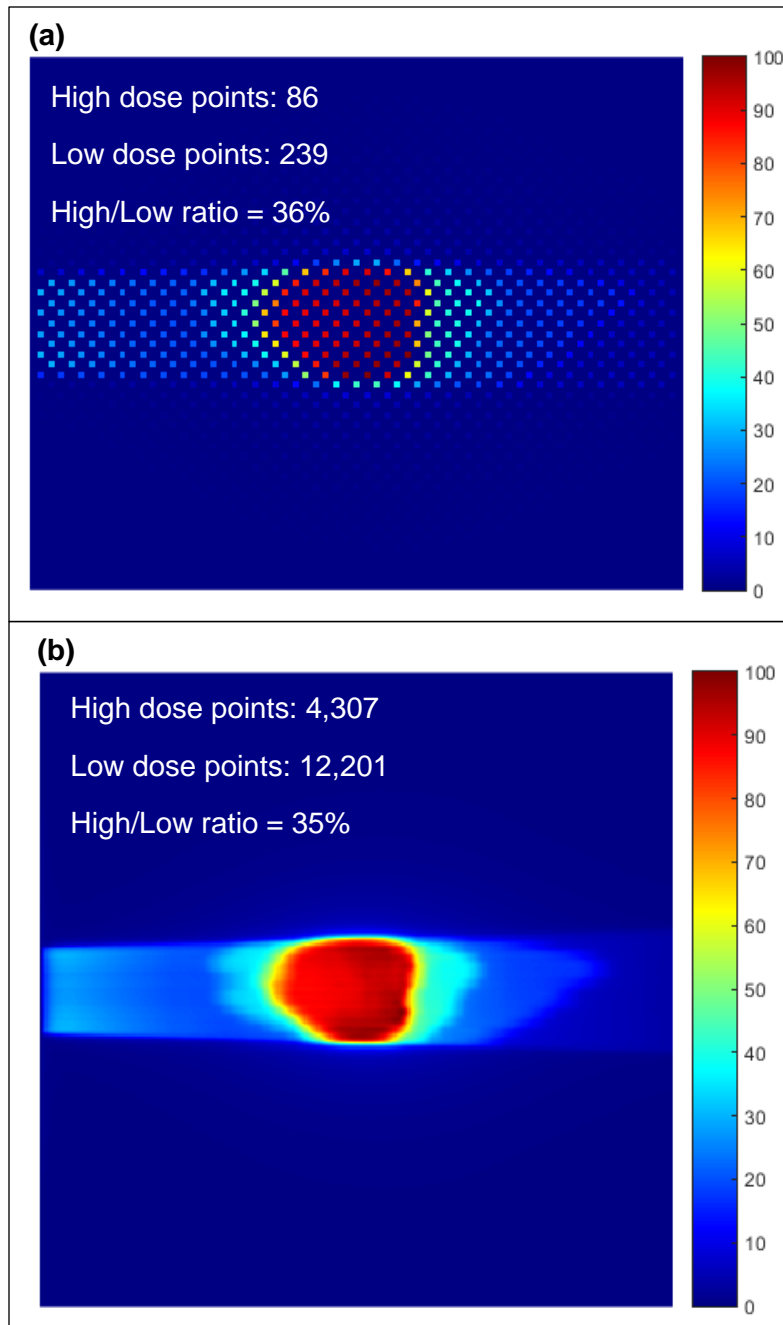 (a)
High dose points: 86
Low dose points: 239
High/Low ratio = 36%
100
90
80
70
60
50
40
30
20
10
0
(b)
High dose points: 4,307
Low dose points: 12,201
High/Low ratio = 35%
100
90
80
70
60
50
40
30
20
10
0